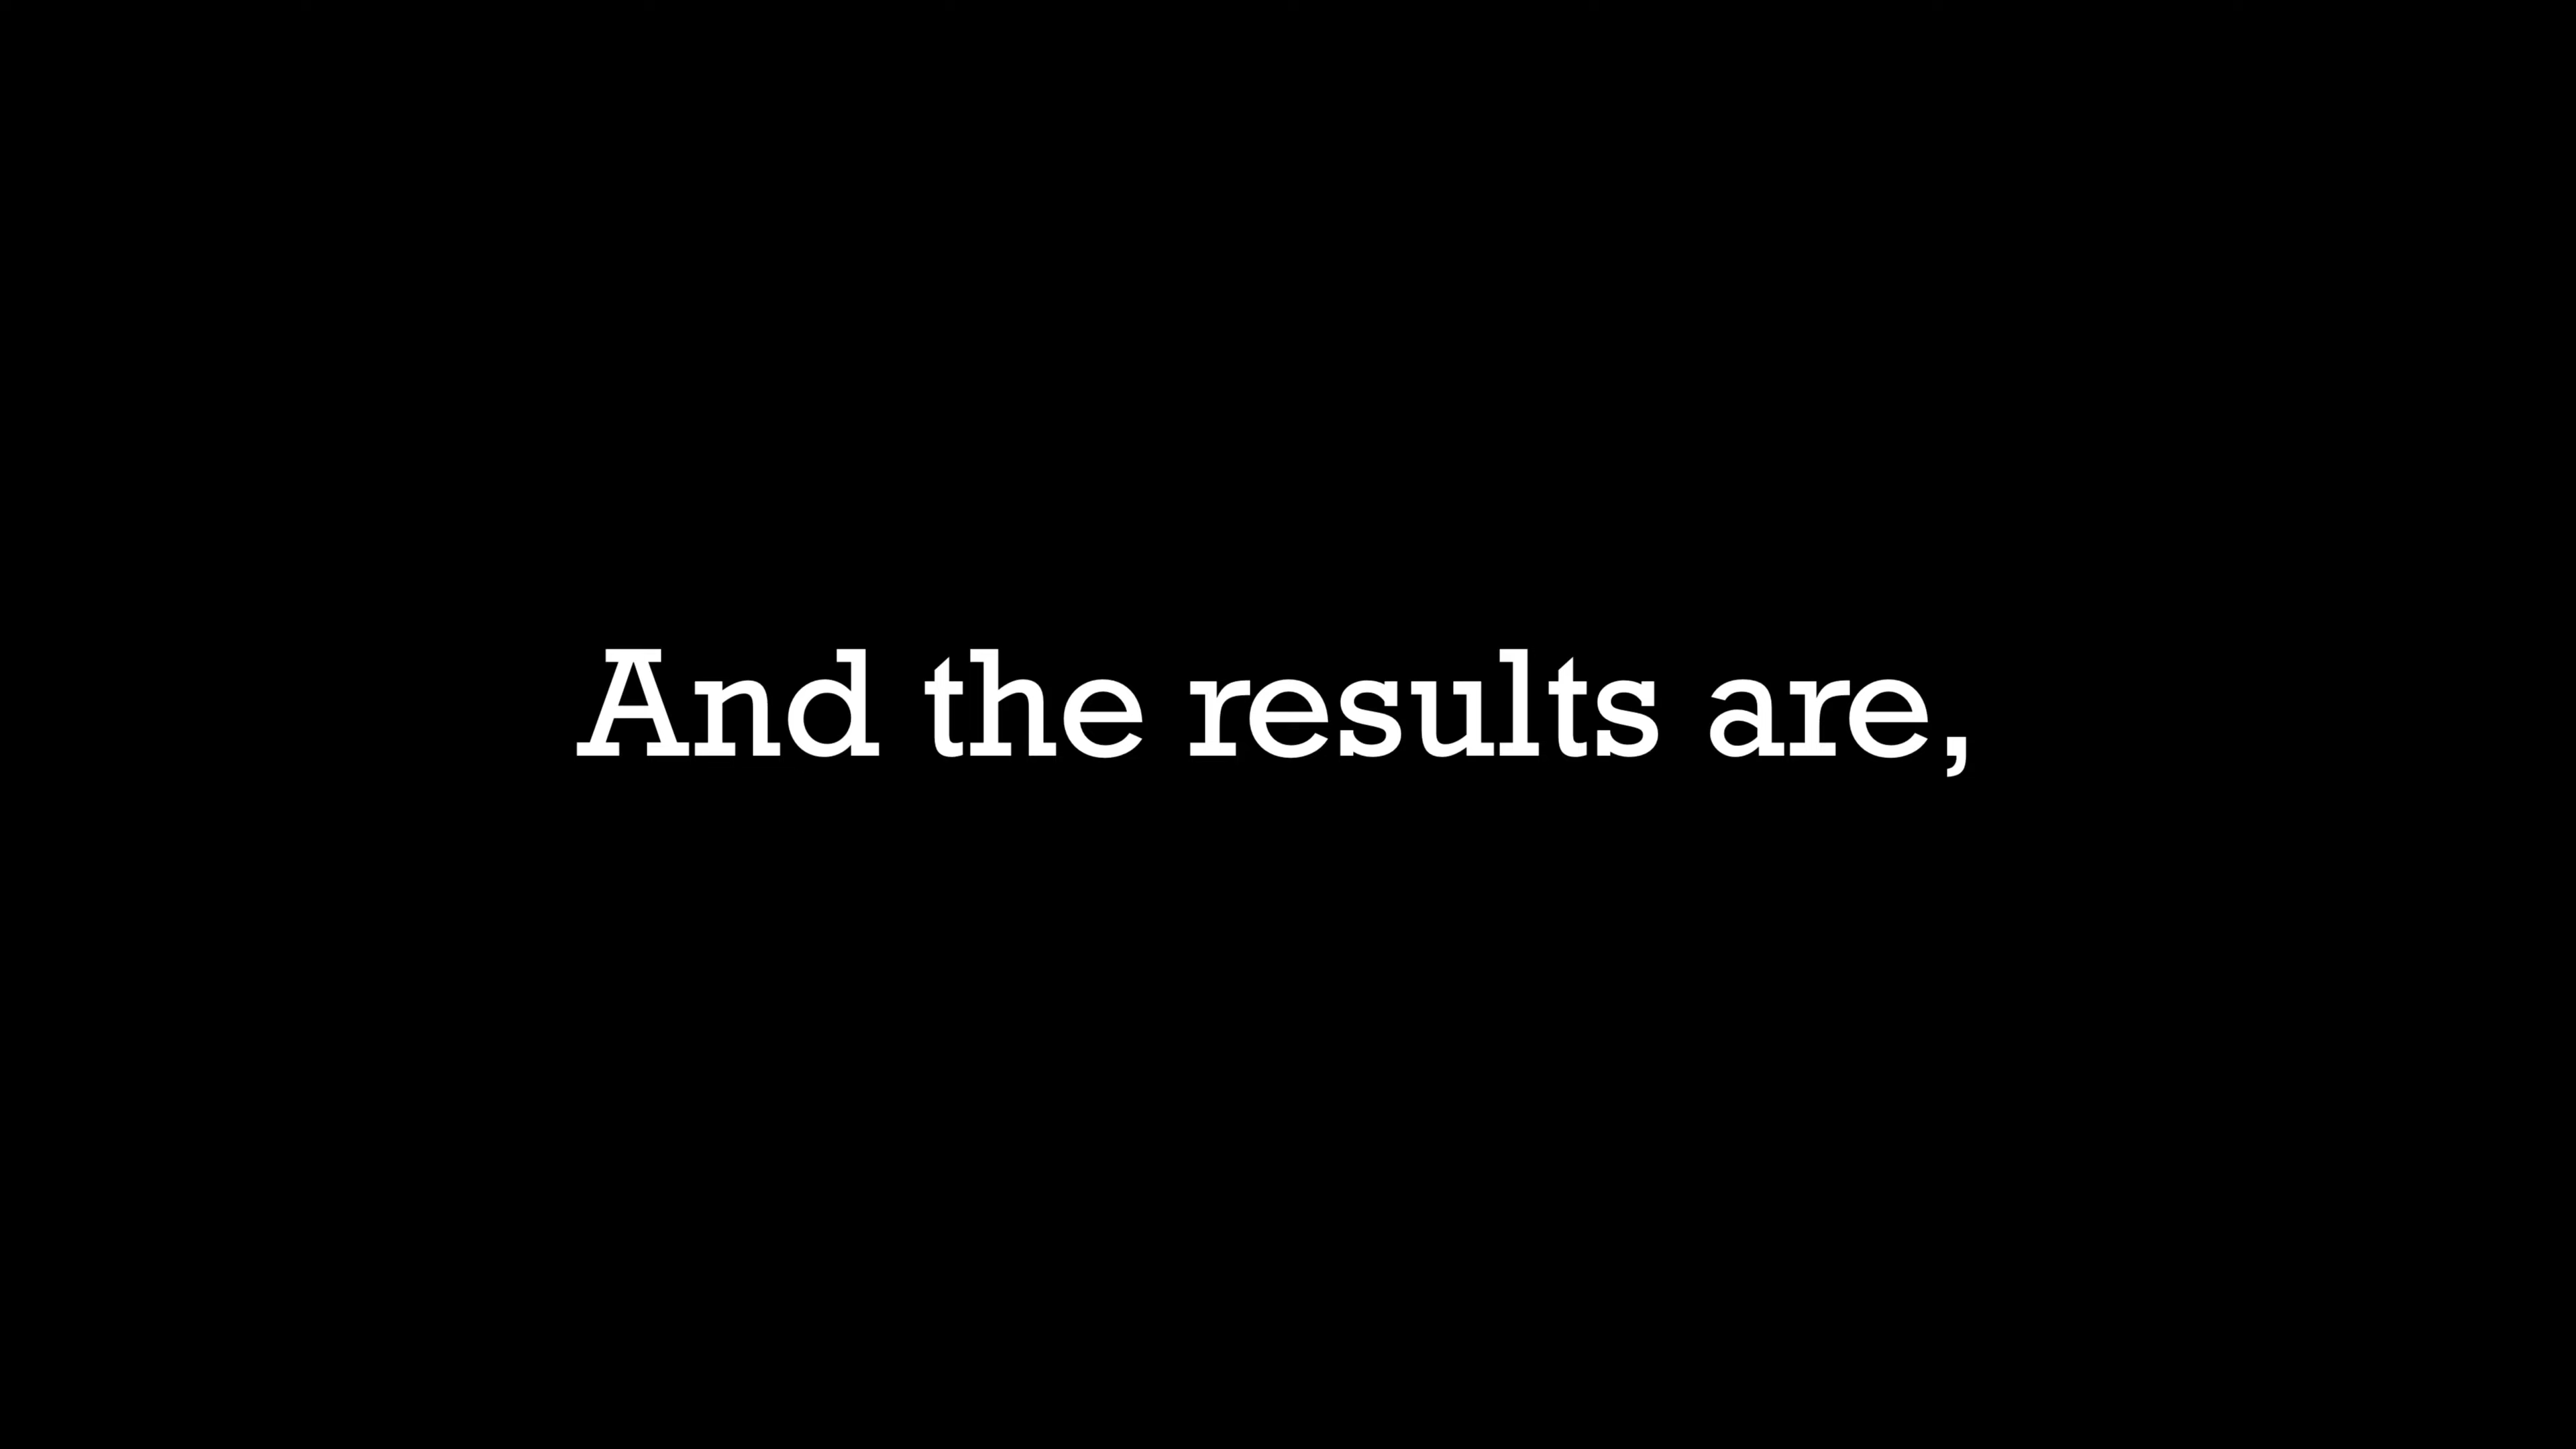 And the results are,